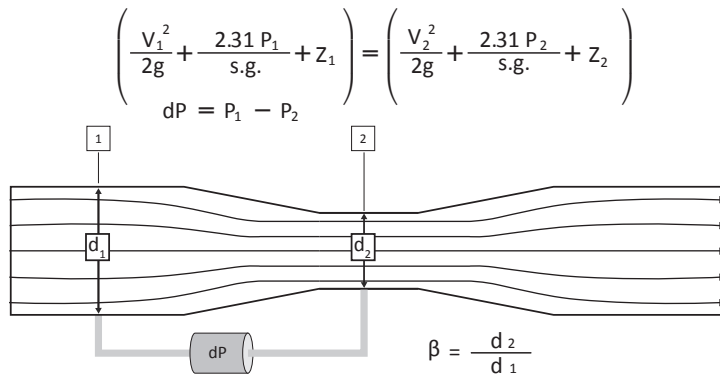 (V₁²/2g + 2.31 P₁/s.g. + Z₁) = (V₂²/2g + 2.31 P₂/s.g. + Z₂)
dP = P₁ − P₂
1
2
d₁
d₂
dP
β = d₂/d₁